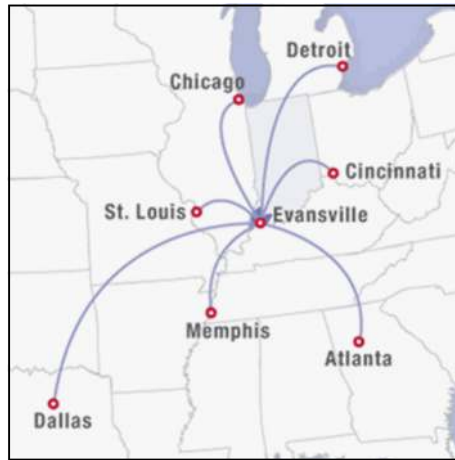 Detroit
Chicago
Cincinnati
St. Louis
Evansville
Memphis
Atlanta
Dallas